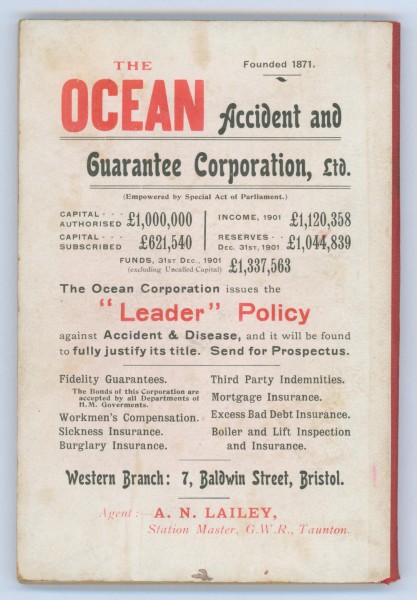 THE
Founded 1871.
OCEAN Accident and
Guarantee Corporation, Ltd.
(Empowered by Special Act of Parliament.)
CAPITAL · · · AUTHORISED £1,000,000
INCOME, 1901 £1,120,358
CAPITAL · · · SUBSCRIBED £621,540
RESERVES · · DEC. 31ST, 1901 £1,044,839
FUNDS, 31ST DEC., 1901 (excluding Uncalled Capital) £1,337,563
The Ocean Corporation issues the
"Leader" Policy
against Accident & Disease, and it will be found
to fully justify its title. Send for Prospectus.
Fidelity Guarantees.
The Bonds of this Corporation are
accepted by all Departments of
H.M. Goverments.
Workmen's Compensation.
Sickness Insurance.
Burglary Insurance.
Third Party Indemnities.
Mortgage Insurance.
Excess Bad Debt Insurance.
Boiler and Lift Inspection
and Insurance.
Western Branch: 7, Baldwin Street, Bristol.
Agent:— A. N. LAILEY,
Station Master, G.W.R., Taunton.